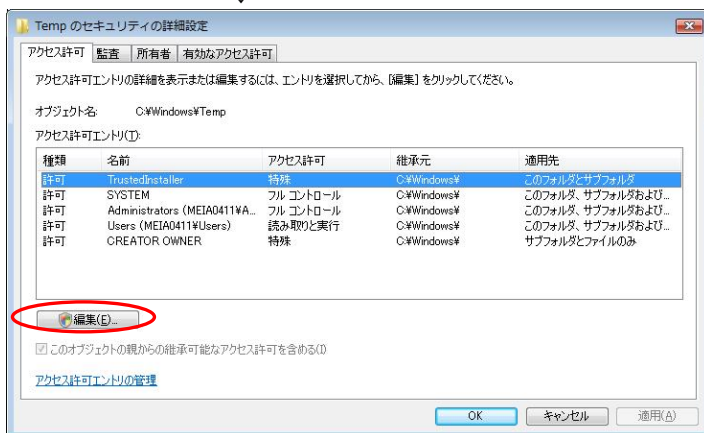 Temp のセキュリティの詳細設定
アクセス許可 監査 所有者 有効なアクセス許可
アクセス許可エントリの詳細を表示または編集するには、エントリを選択してから、[編集] をクリックしてください。
オブジェクト名: C:¥Windows¥Temp
アクセス許可エントリ(T):
種類 名前 アクセス許可 継承元 適用先
許可 TrustedInstaller 特殊 C:¥Windows¥ このフォルダとサブフォルダ
許可 SYSTEM フル コントロール C:¥Windows¥ このフォルダ、サブフォルダおよび...
許可 Administrators (MEIA0411¥A... フル コントロール C:¥Windows¥ このフォルダ、サブフォルダおよび...
許可 Users (MEIA0411¥Users) 読み取りと実行 C:¥Windows¥ このフォルダ、サブフォルダおよび...
許可 CREATOR OWNER 特殊 C:¥Windows¥ サブフォルダとファイルのみ
編集(E)...
このオブジェクトの親からの継承可能なアクセス許可を含める(I)
アクセス許可エントリの管理
OK キャンセル 適用(A)